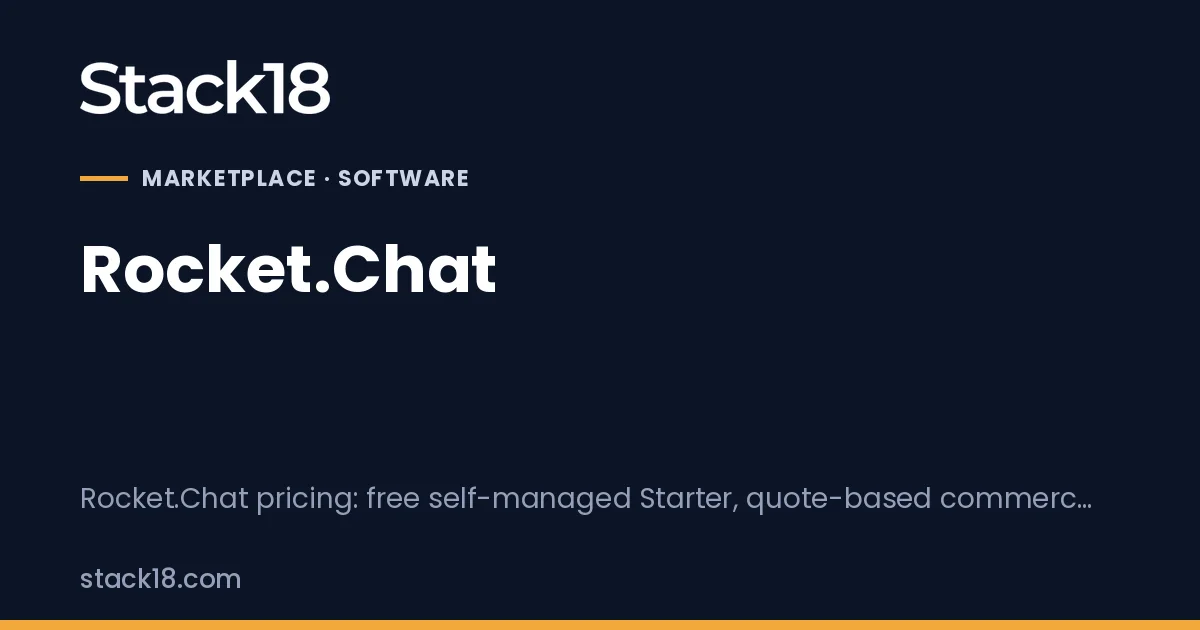 Stack18
MARKETPLACE · SOFTWARE
Rocket.Chat
Rocket.Chat pricing: free self-managed Starter, quote-based commerc...
stack18.com